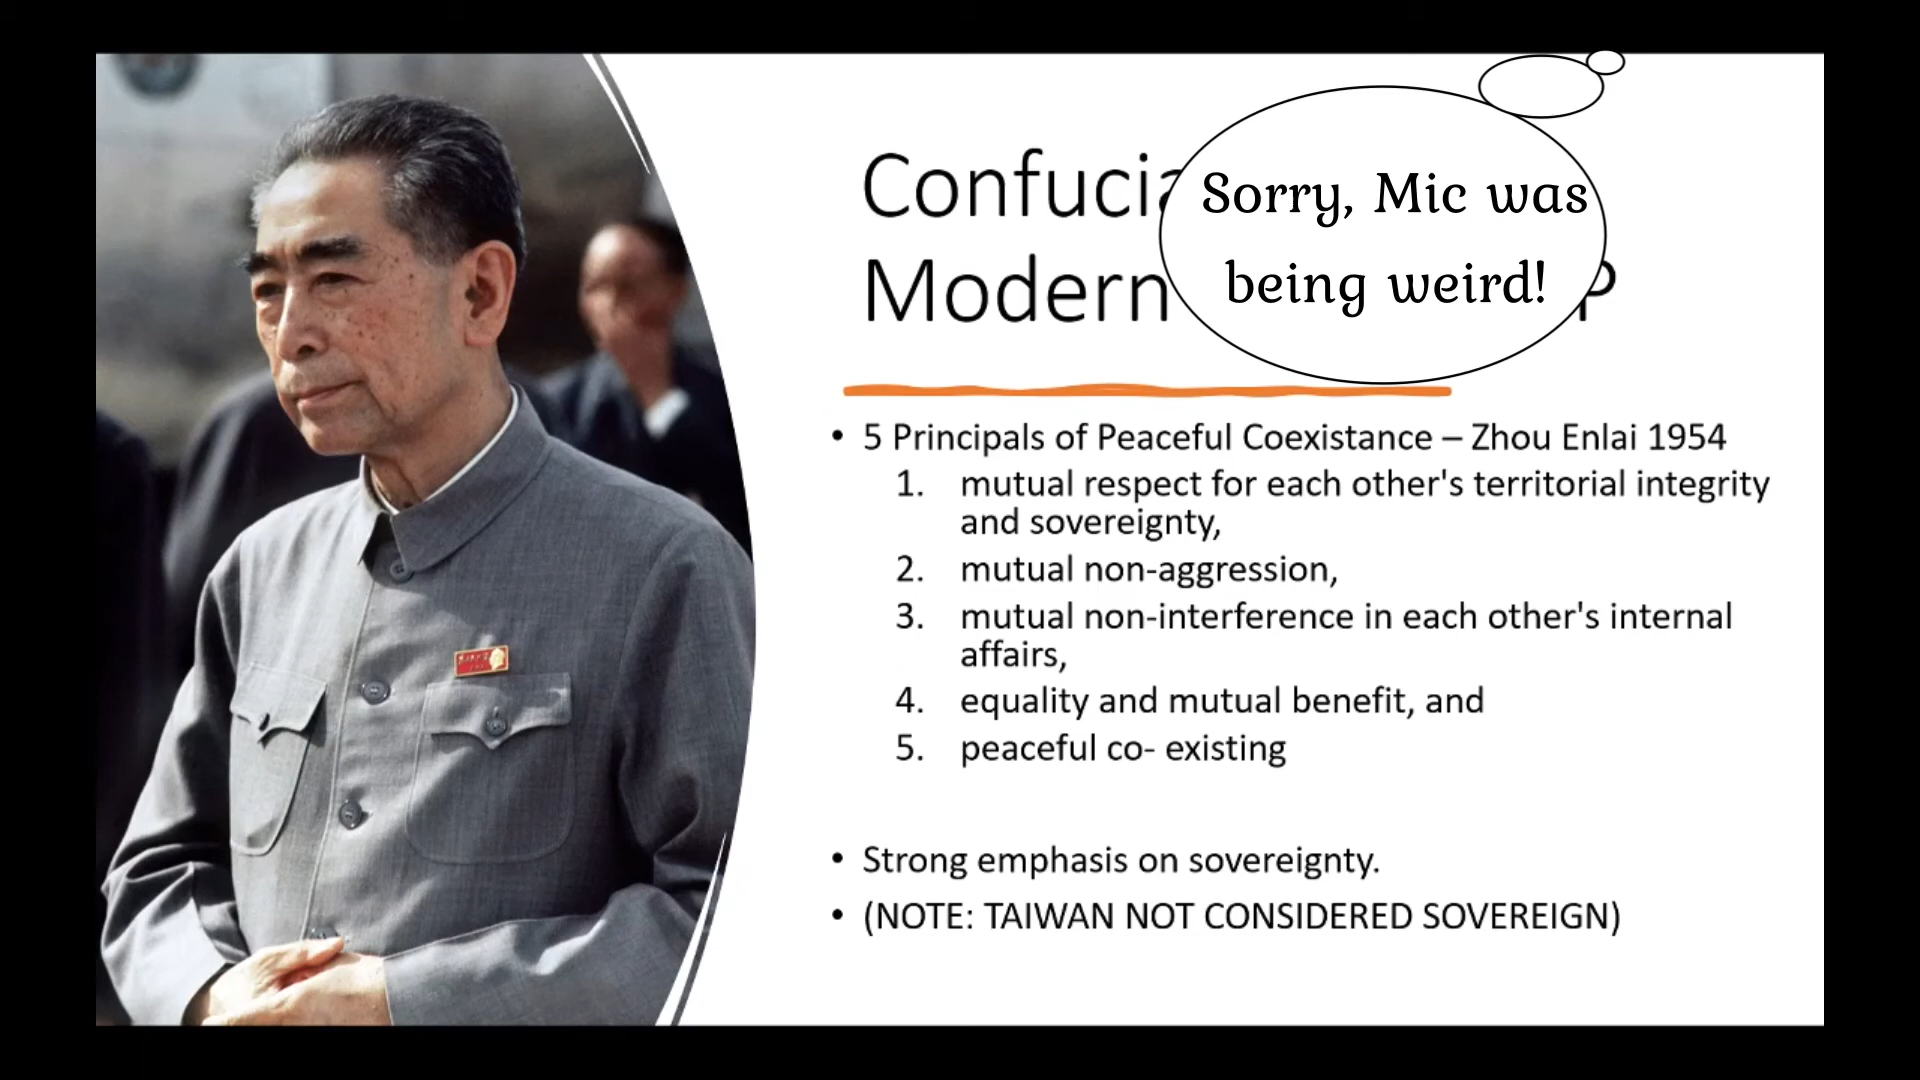 Confucia
Modern
P
Sorry, Mic was
being weird!
• 5 Principals of Peaceful Coexistance – Zhou Enlai 1954
1. mutual respect for each other's territorial integrity
and sovereignty,
2. mutual non-aggression,
3. mutual non-interference in each other's internal
affairs,
4. equality and mutual benefit, and
5. peaceful co- existing
• Strong emphasis on sovereignty.
• (NOTE: TAIWAN NOT CONSIDERED SOVEREIGN)